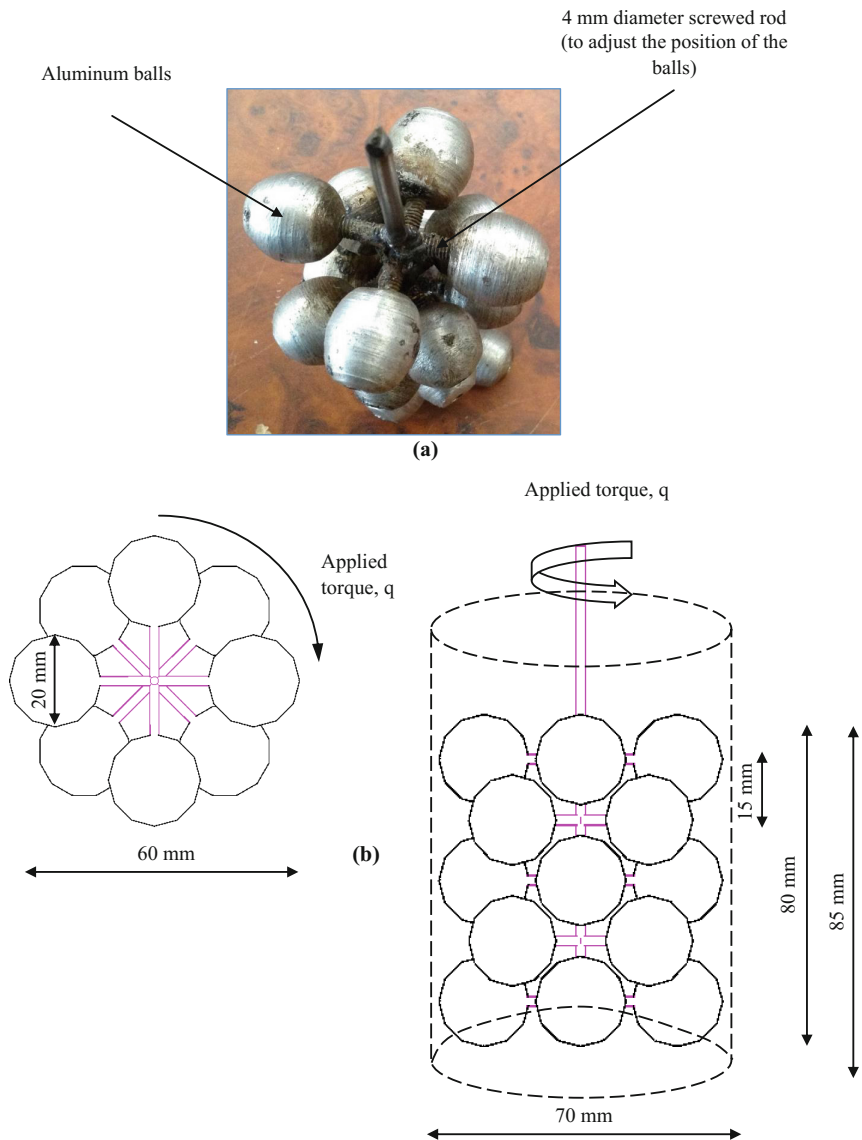 4 mm diameter screwed rod
(to adjust the position of the
balls)
Aluminum balls
(a)
Applied torque, q
Applied
torque, q
20 mm
60 mm
(b)
15 mm
80 mm
85 mm
70 mm